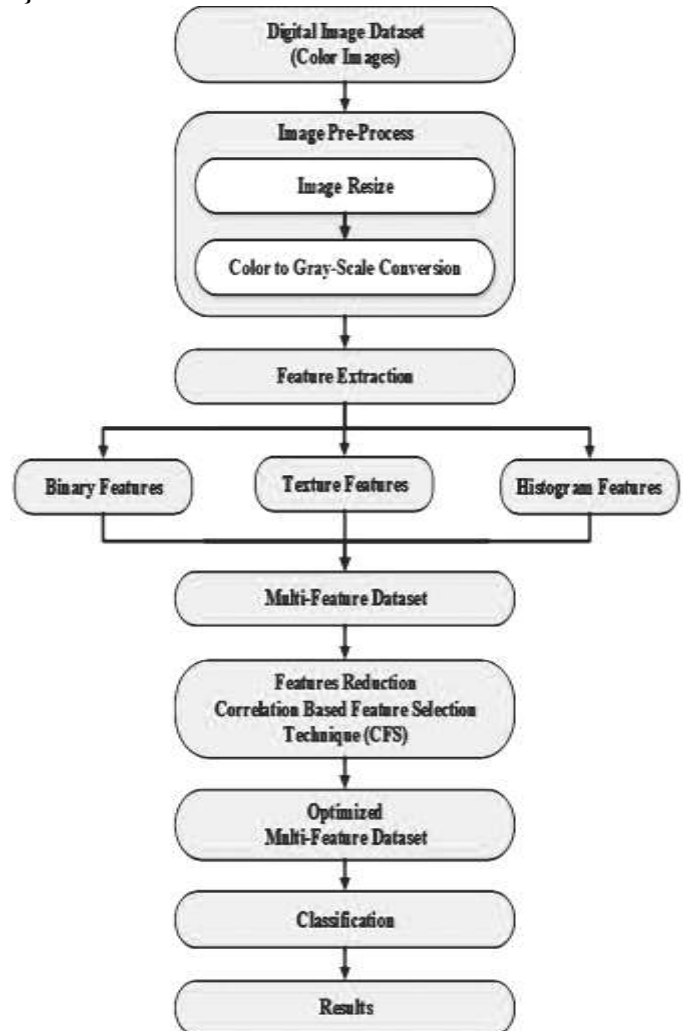 Digital Image Dataset
(Color Images)
Image Pre-Process
Image Resize
Color to Gray-Scale Conversion
Feature Extraction
Binary Features
Texture Features
Histogram Features
Multi-Feature Dataset
Features Reduction
Correlation Based Feature Selection
Technique (CFS)
Optimized
Multi-Feature Dataset
Classification
Results